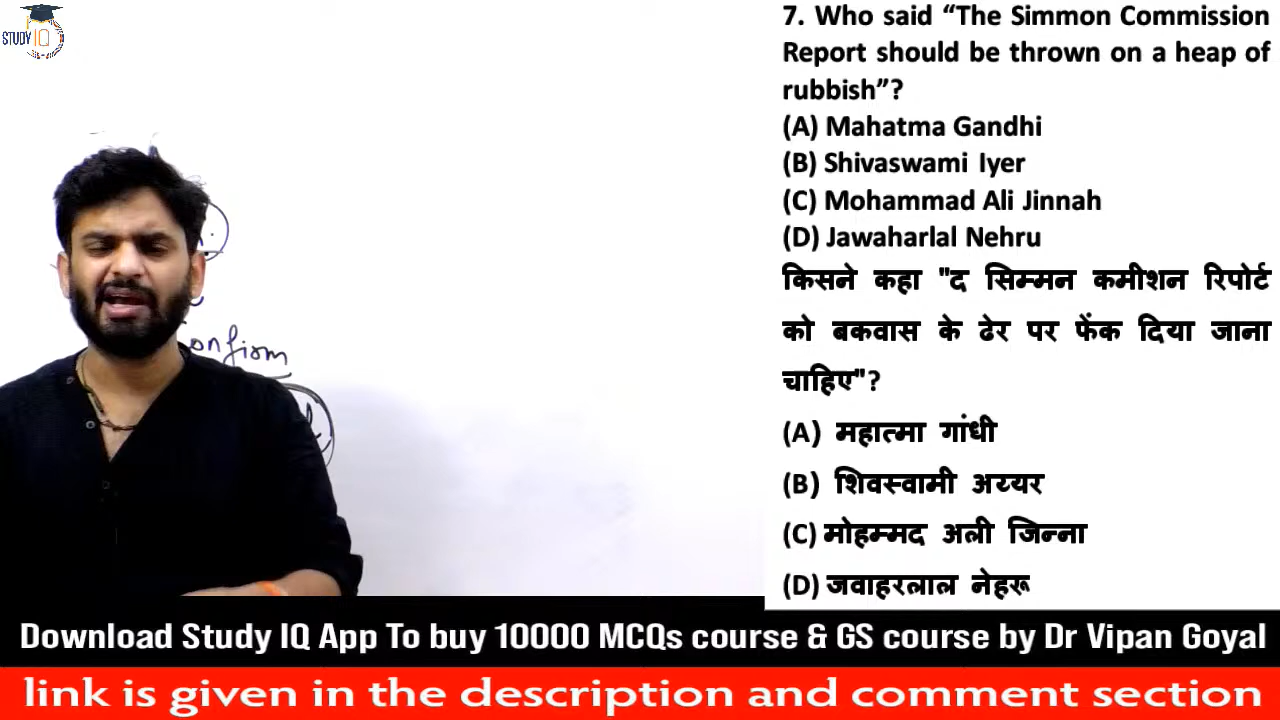 STUDY IQ
7. Who said “The Simmon Commission
Report should be thrown on a heap of
rubbish”?
(A) Mahatma Gandhi
(B) Shivaswami Iyer
(C) Mohammad Ali Jinnah
(D) Jawaharlal Nehru
किसने कहा "द सिम्मन कमीशन रिपोर्ट
को बकवास के ढेर पर फेंक दिया जाना
चाहिए"?
(A) महात्मा गांधी
(B) शिवस्वामी अय्यर
(C) मोहम्मद अली जिन्ना
(D) जवाहरलाल नेहरू
onfirm
Download Study IQ App To buy 10000 MCQs course & GS course by Dr Vipan Goyal
link is given in the description and comment section